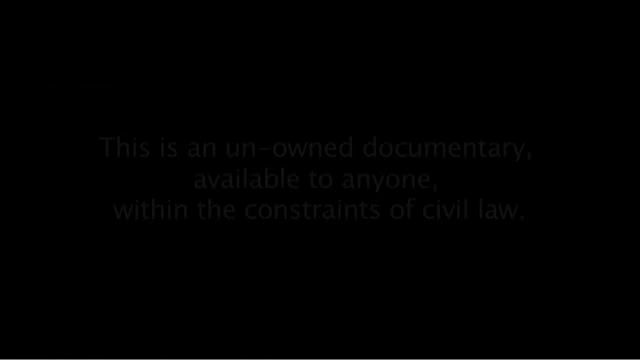 This is an un-owned documentary,
available to anyone,
within the constraints of civil law.